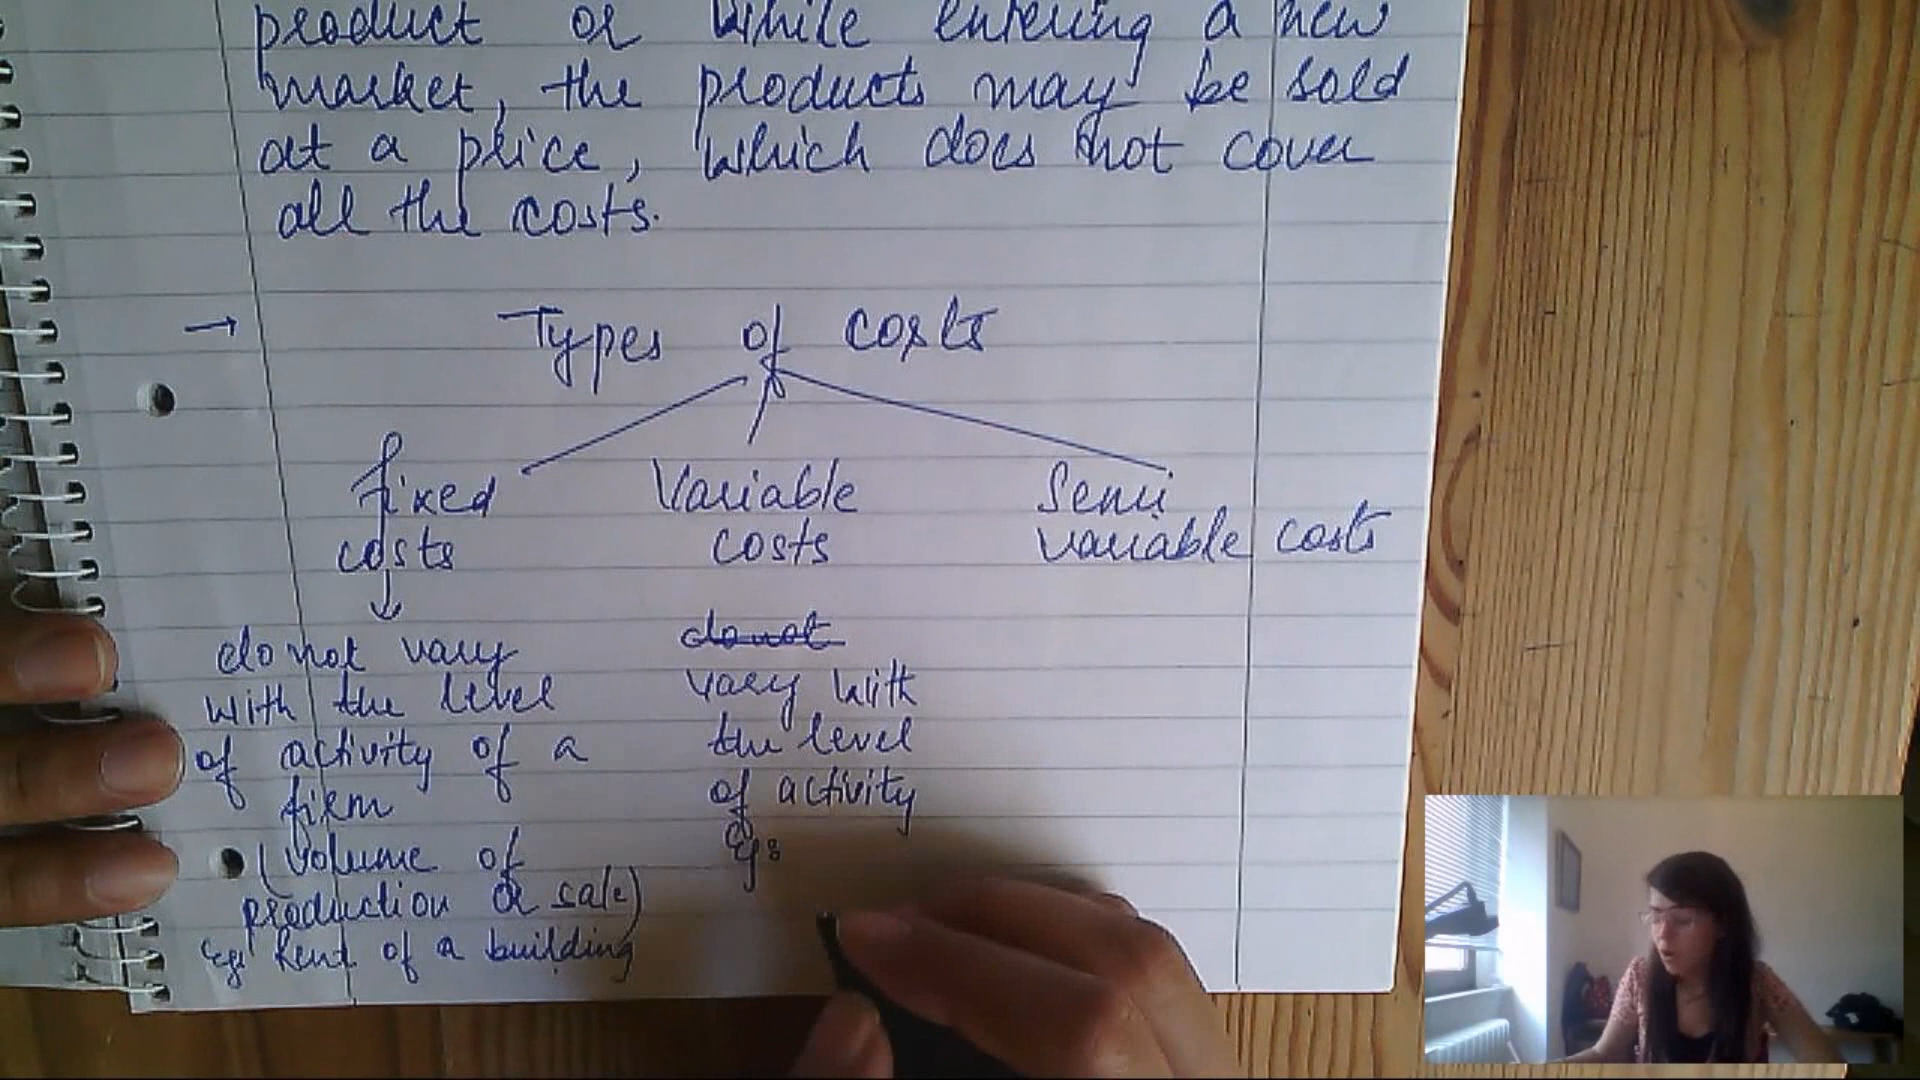 product or while entering a new
market, the products may be sold
at a price, which does not cover
all the costs.
→ Types of costs
fixed
costs
↓
do not vary
with the level
of activity of a
firm
(volume of
production or sale)
Eg: Rent of a building
Variable
costs
do not
vary with
the level
of activity
Eg:
Semi
variable costs